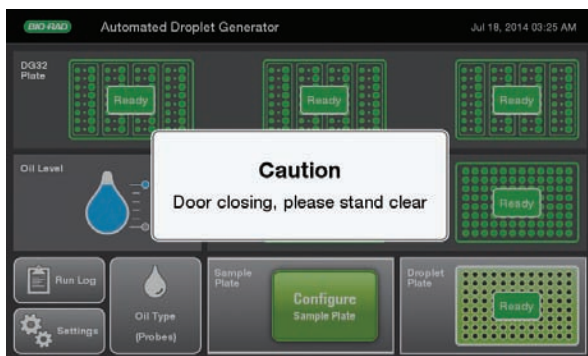 BIO-RAD Automated Droplet Generator Jul 18, 2014 03:25 AM
DG32
Plate
Ready Ready Ready
Caution
Door closing, please stand clear
Oil Level
Ready
Run Log
Settings
Oil Type
(Probes)
Sample
Plate
Configure
Sample Plate
Droplet
Plate
Ready